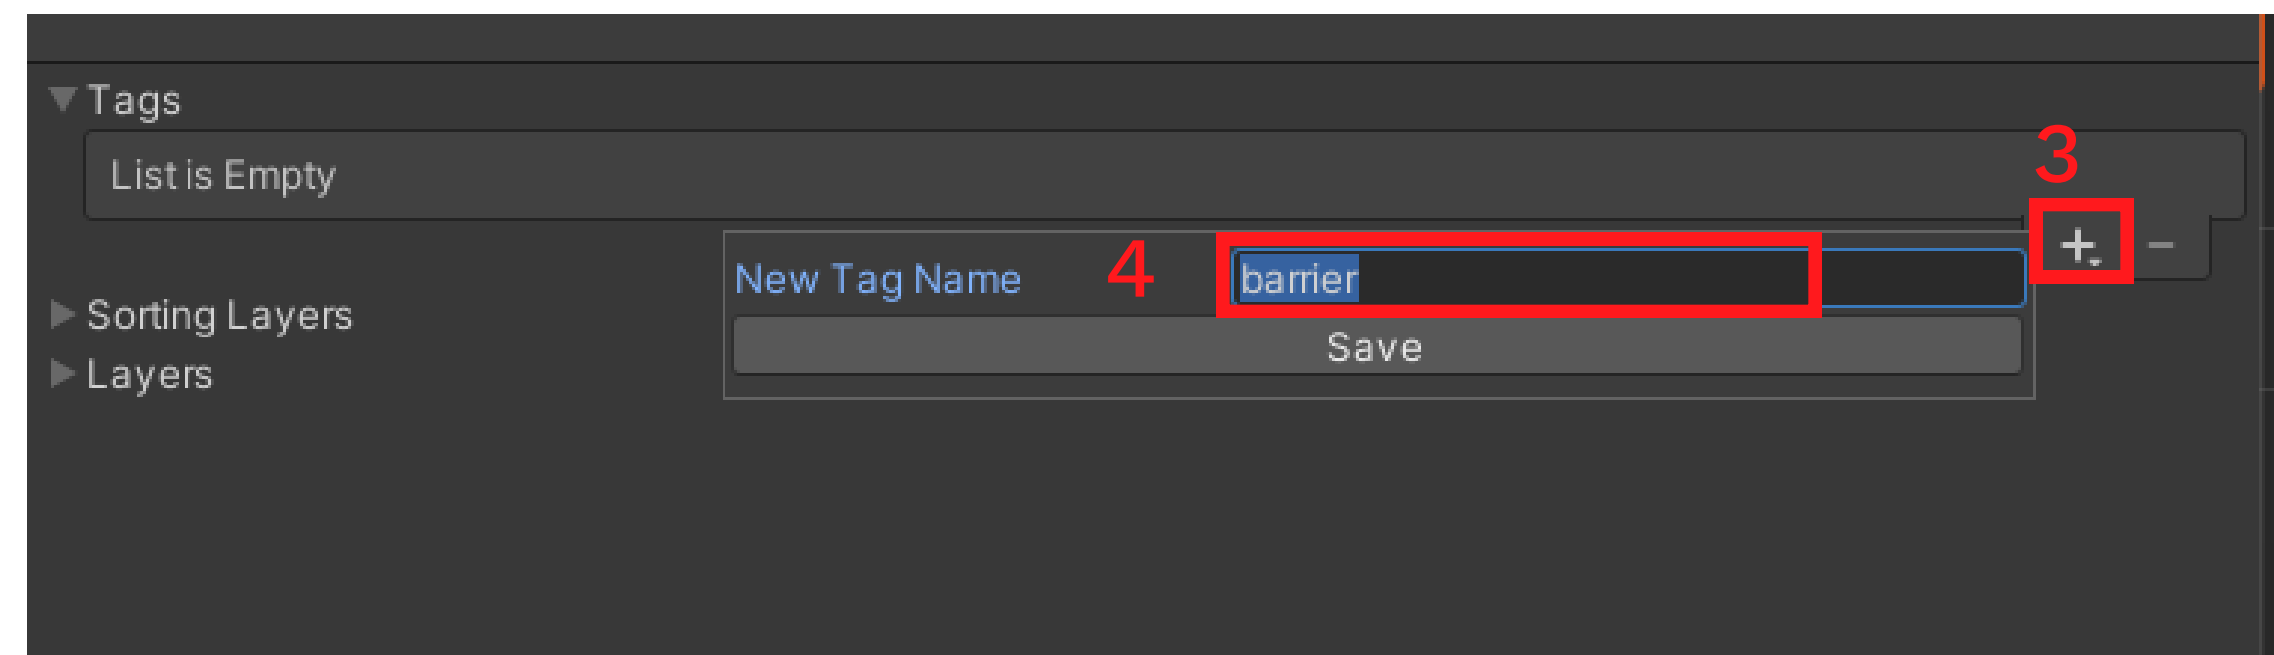 Tags
List is Empty
3
+ -
New Tag Name 4 barrier
Sorting Layers
Save
Layers